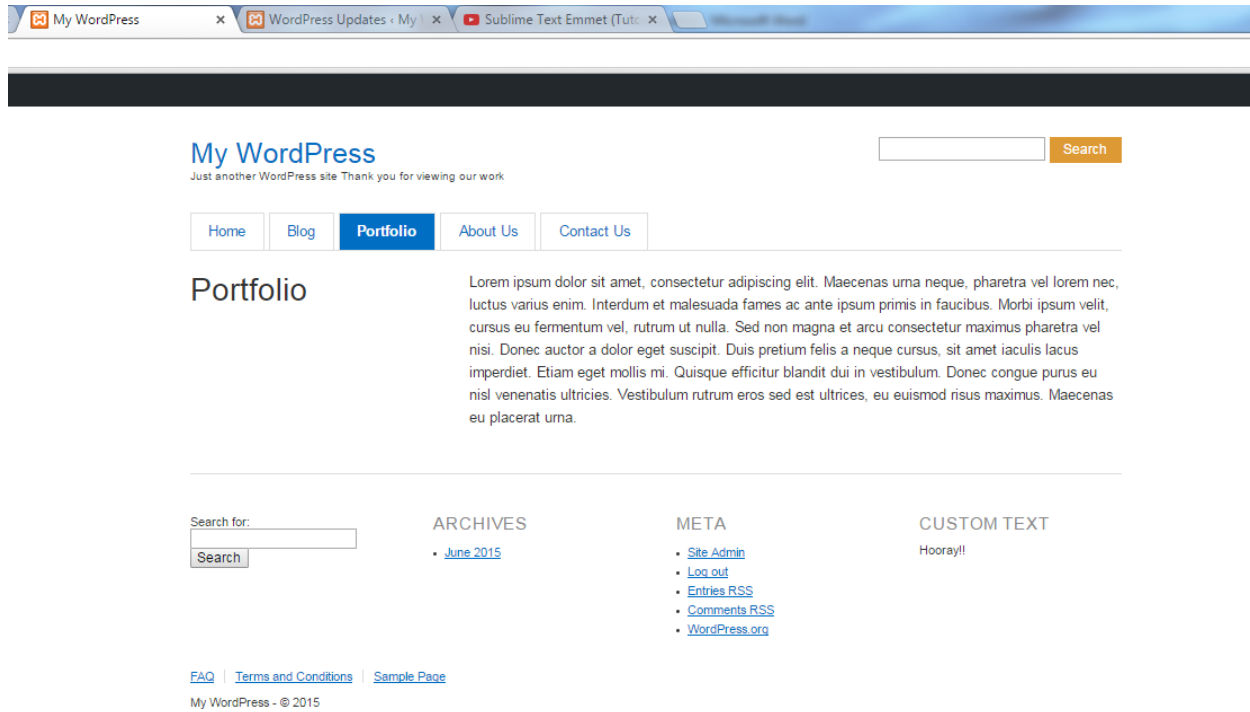 My WordPress
WordPress Updates ‹ My
Sublime Text Emmet (Tuto
Microsoft Word
My WordPress
Just another WordPress site Thank you for viewing our work
Search
Home
Blog
Portfolio
About Us
Contact Us
Portfolio
Lorem ipsum dolor sit amet, consectetur adipiscing elit. Maecenas urna neque, pharetra vel lorem nec,
luctus varius enim. Interdum et malesuada fames ac ante ipsum primis in faucibus. Morbi ipsum velit,
cursus eu fermentum vel, rutrum ut nulla. Sed non magna et arcu consectetur maximus pharetra vel
nisi. Donec auctor a dolor eget suscipit. Duis pretium felis a neque cursus, sit amet iaculis lacus
imperdiet. Etiam eget mollis mi. Quisque efficitur blandit dui in vestibulum. Donec congue purus eu
nisl venenatis ultricies. Vestibulum rutrum eros sed est ultrices, eu euismod risus maximus. Maecenas
eu placerat urna.
Search for:
Search
ARCHIVES
June 2015
META
Site Admin
Log out
Entries RSS
Comments RSS
WordPress.org
CUSTOM TEXT
Hooray!!
FAQ
Terms and Conditions
Sample Page
My WordPress - © 2015